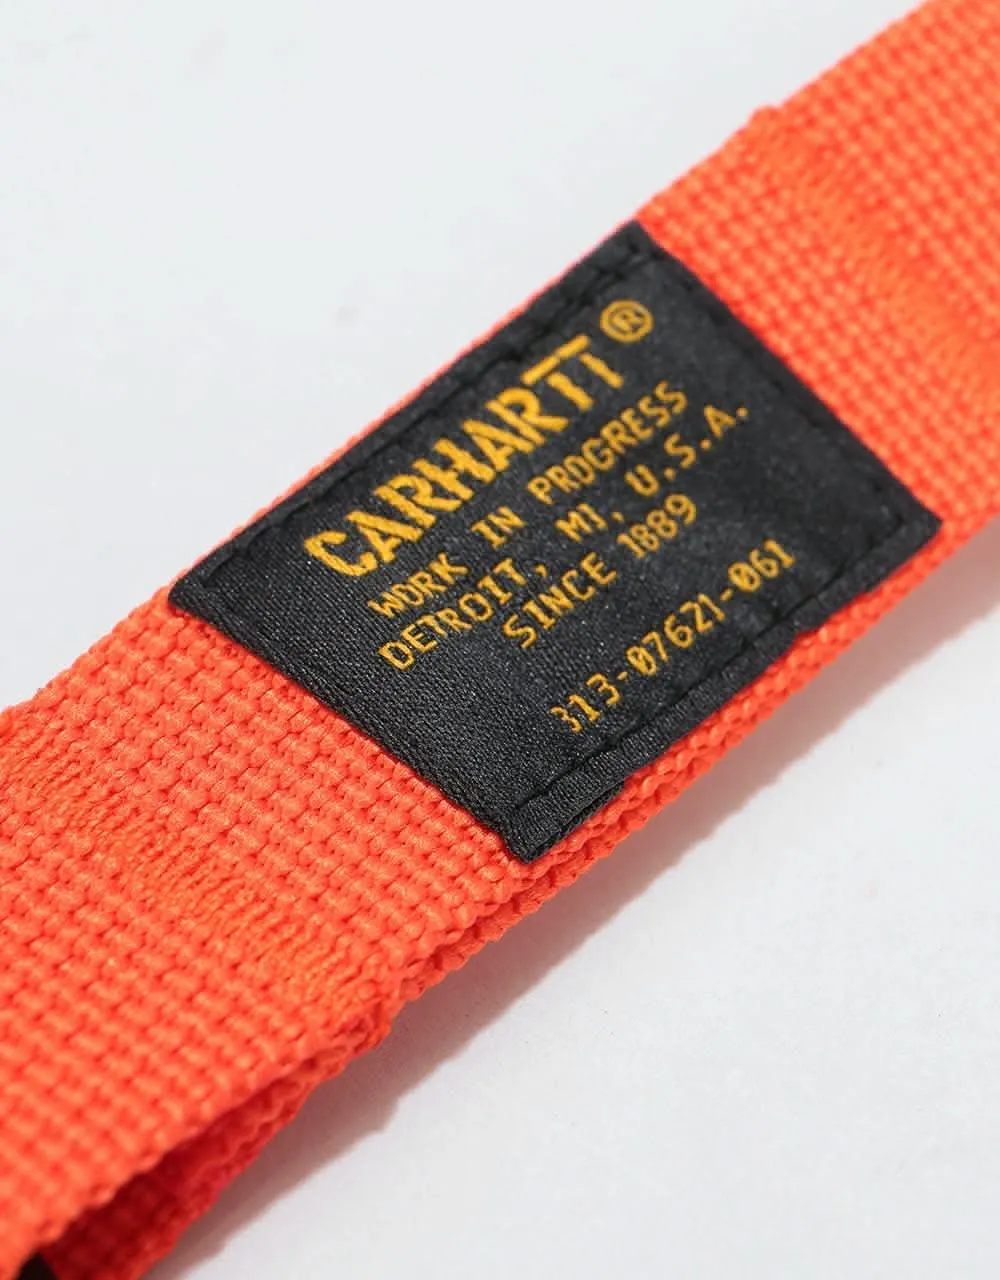 CARHARTT®
WORK IN PROGRESS
DETROIT, MI, U.S.A.
SINCE 1889
313-07621-061